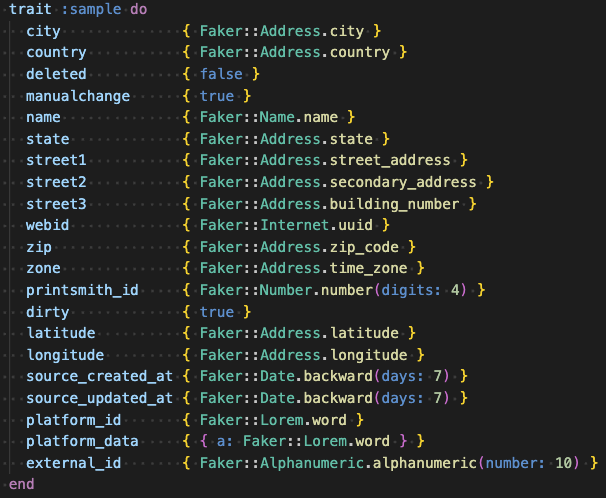 trait :sample do
  city               { Faker::Address.city }
  country            { Faker::Address.country }
  deleted            { false }
  manualchange       { true }
  name               { Faker::Name.name }
  state              { Faker::Address.state }
  street1            { Faker::Address.street_address }
  street2            { Faker::Address.secondary_address }
  street3            { Faker::Address.building_number }
  webid              { Faker::Internet.uuid }
  zip                { Faker::Address.zip_code }
  zone               { Faker::Address.time_zone }
  printsmith_id      { Faker::Number.number(digits: 4) }
  dirty              { true }
  latitude           { Faker::Address.latitude }
  longitude          { Faker::Address.longitude }
  source_created_at  { Faker::Date.backward(days: 7) }
  source_updated_at  { Faker::Date.backward(days: 7) }
  platform_id        { Faker::Lorem.word }
  platform_data      { { a: Faker::Lorem.word } }
  external_id        { Faker::Alphanumeric.alphanumeric(number: 10) }
end